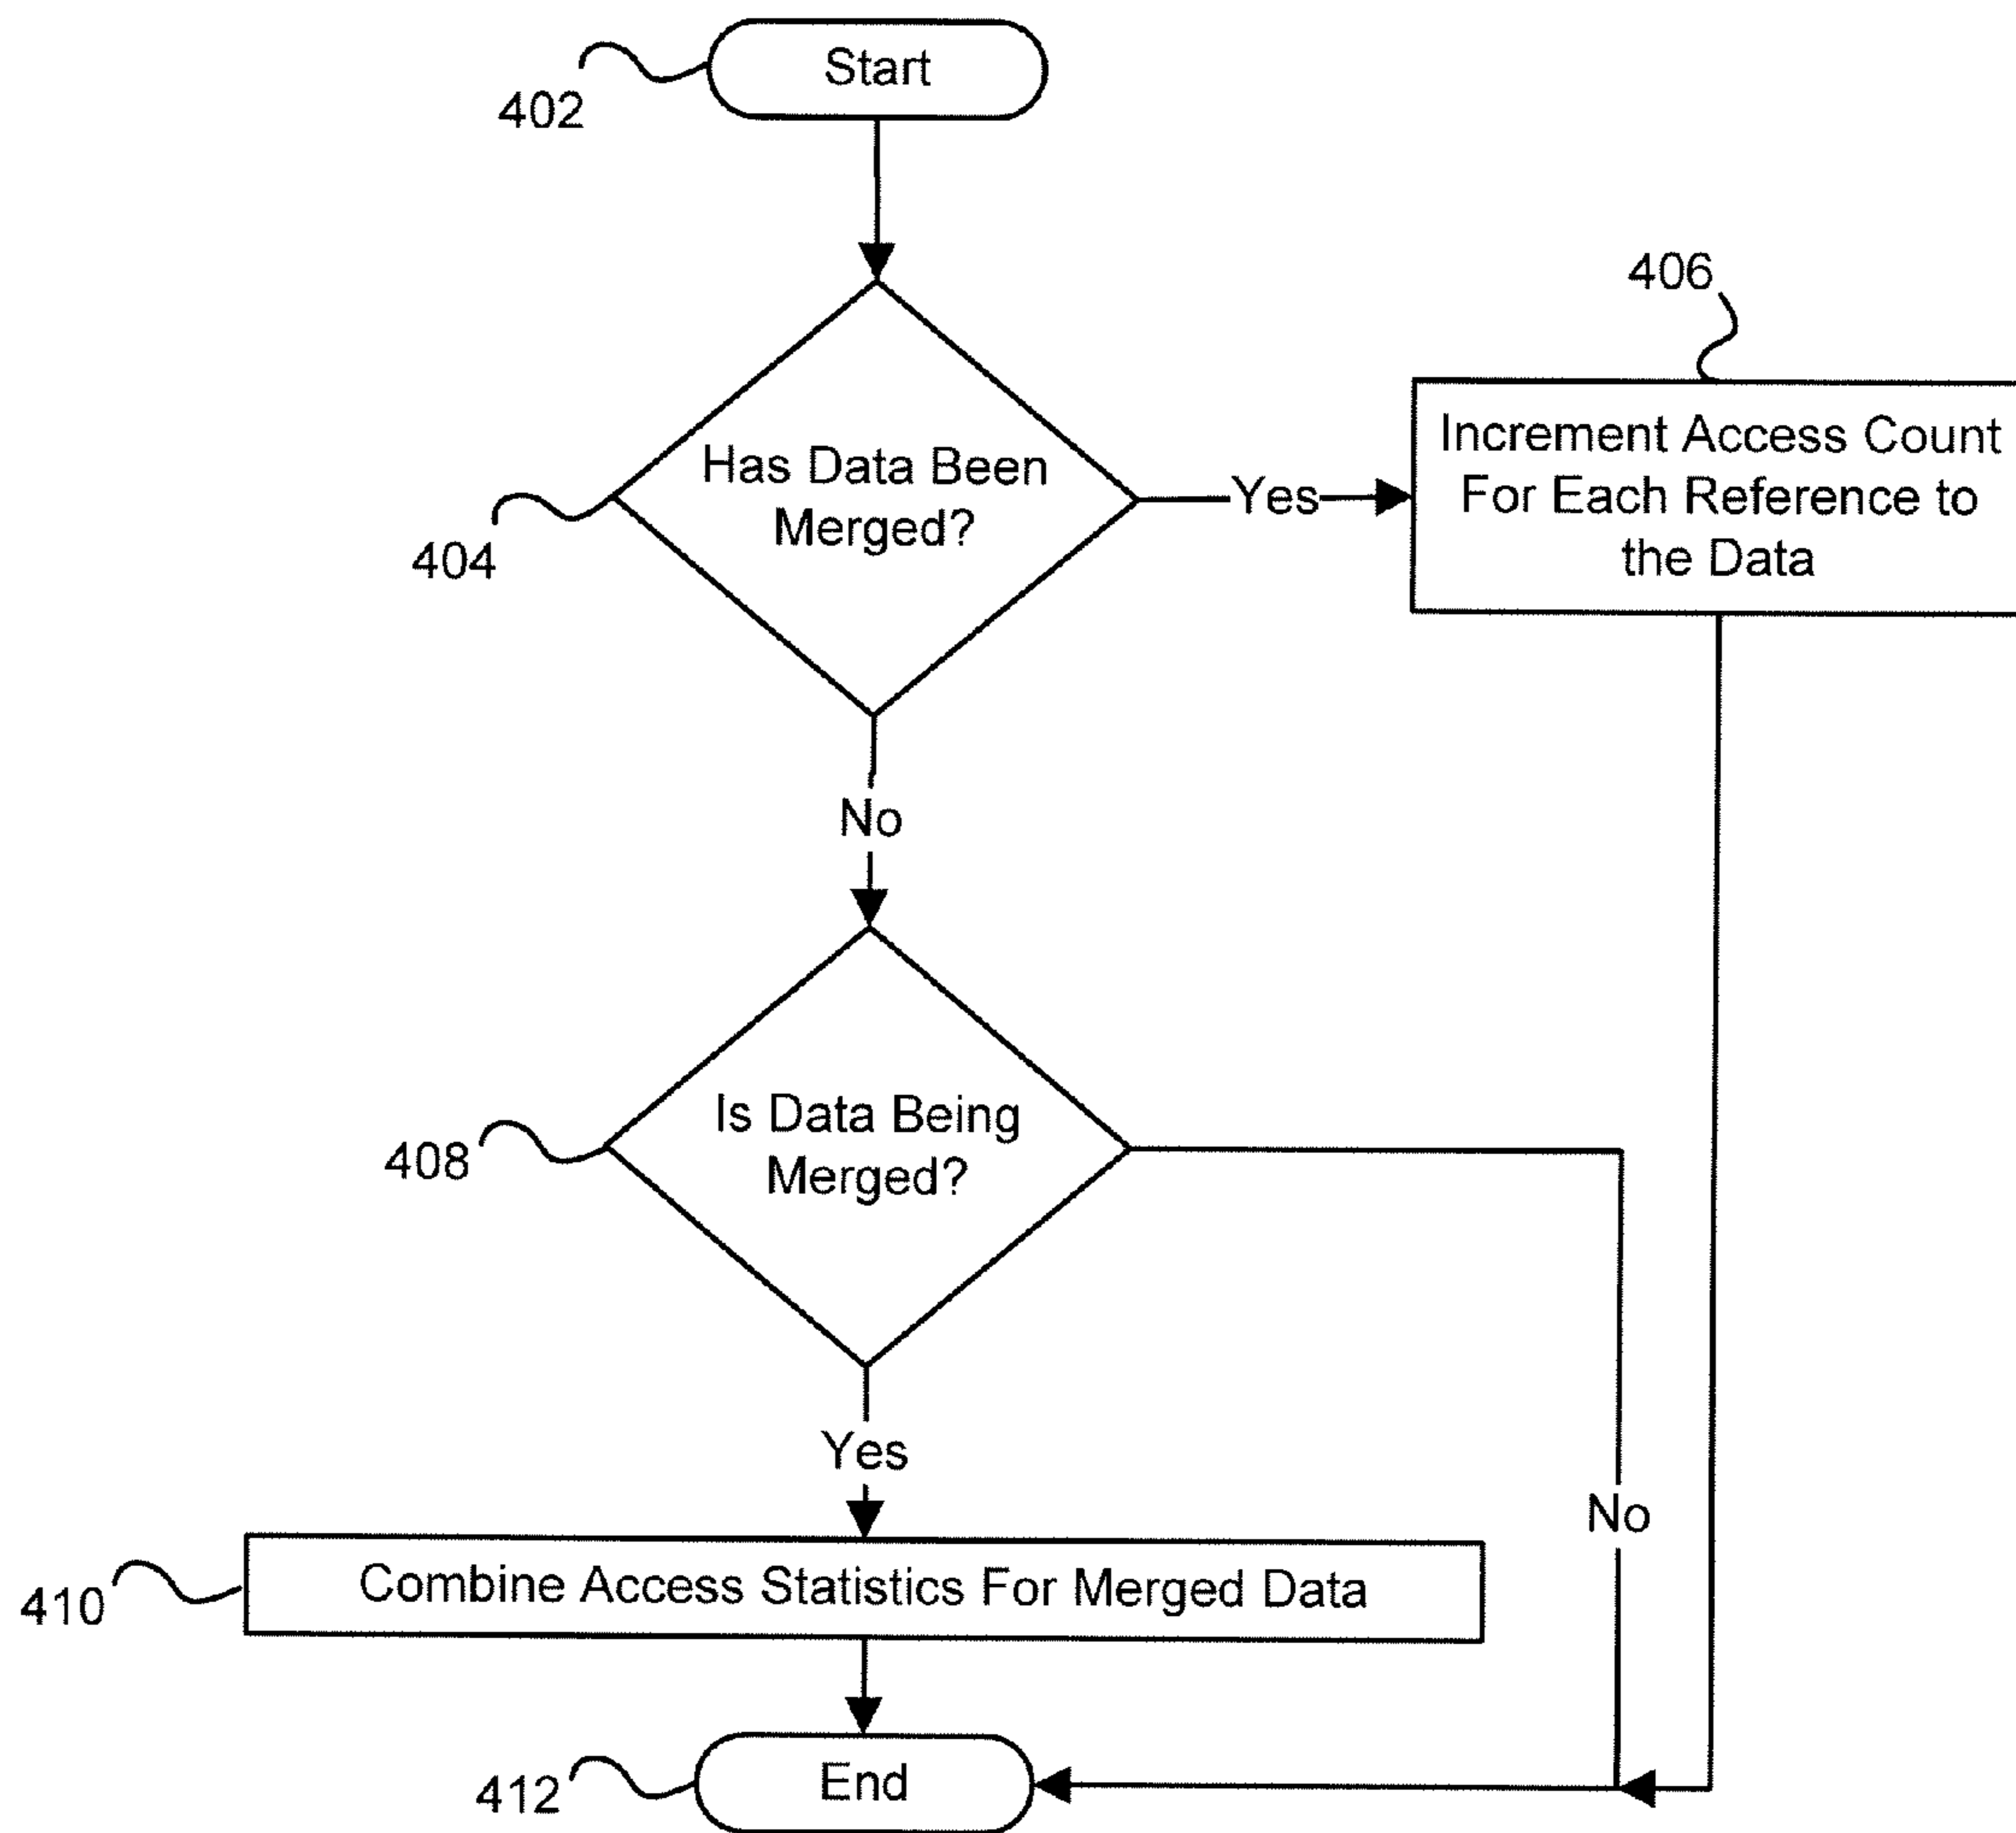 Start
402
406
Increment Access Count
For Each Reference to
the Data
Has Data Been
Merged?
Yes
404
No
Is Data Being
Merged?
408
Yes
No
Combine Access Statistics For Merged Data
410
End
412